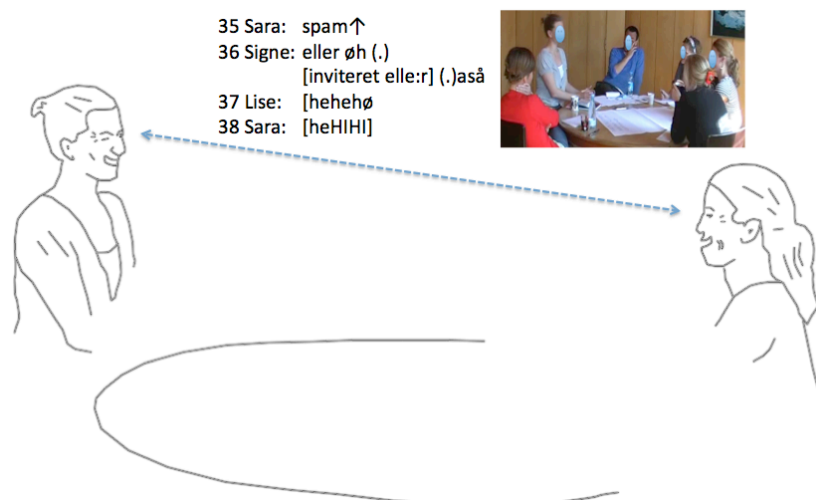 35 Sara: spam↑
36 Signe: eller øh (.)
[inviteret elle:r] (.)aså
37 Lise: [hehehø
38 Sara: [heHIHI]